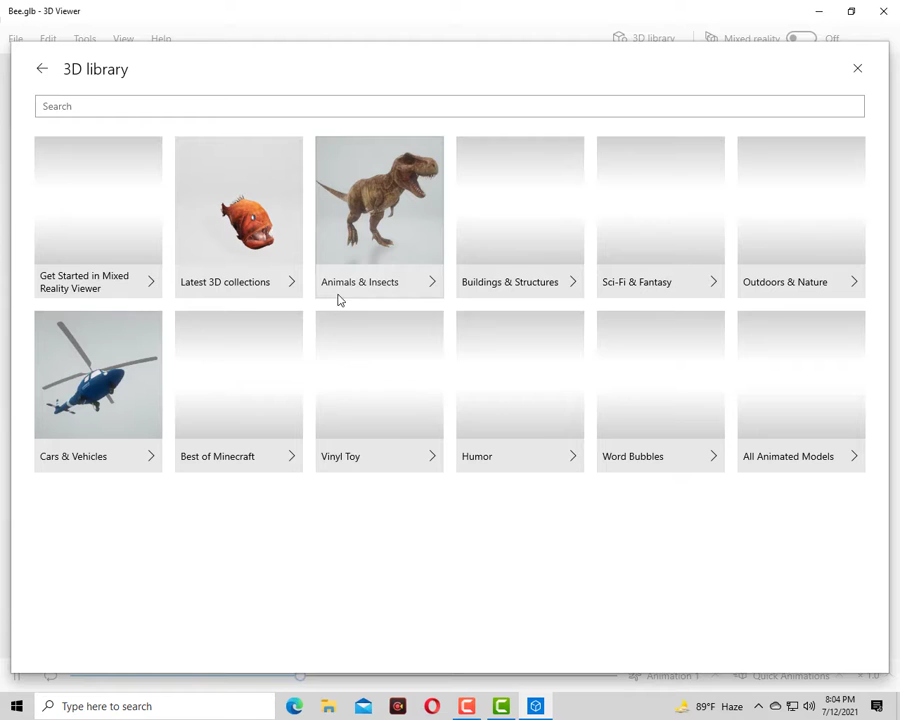 Bee.glb - 3D Viewer
File Edit Tools View Help 3D library Mixed reality Off
3D library
Search
Get Started in Mixed
Reality Viewer
Latest 3D collections
Animals & Insects
Buildings & Structures
Sci-Fi & Fantasy
Outdoors & Nature
Cars & Vehicles
Best of Minecraft
Vinyl Toy
Humor
Word Bubbles
All Animated Models
Animation 1 Quick Animations x 1.0
Type here to search
89°F Haze
8:04 PM
7/12/2021